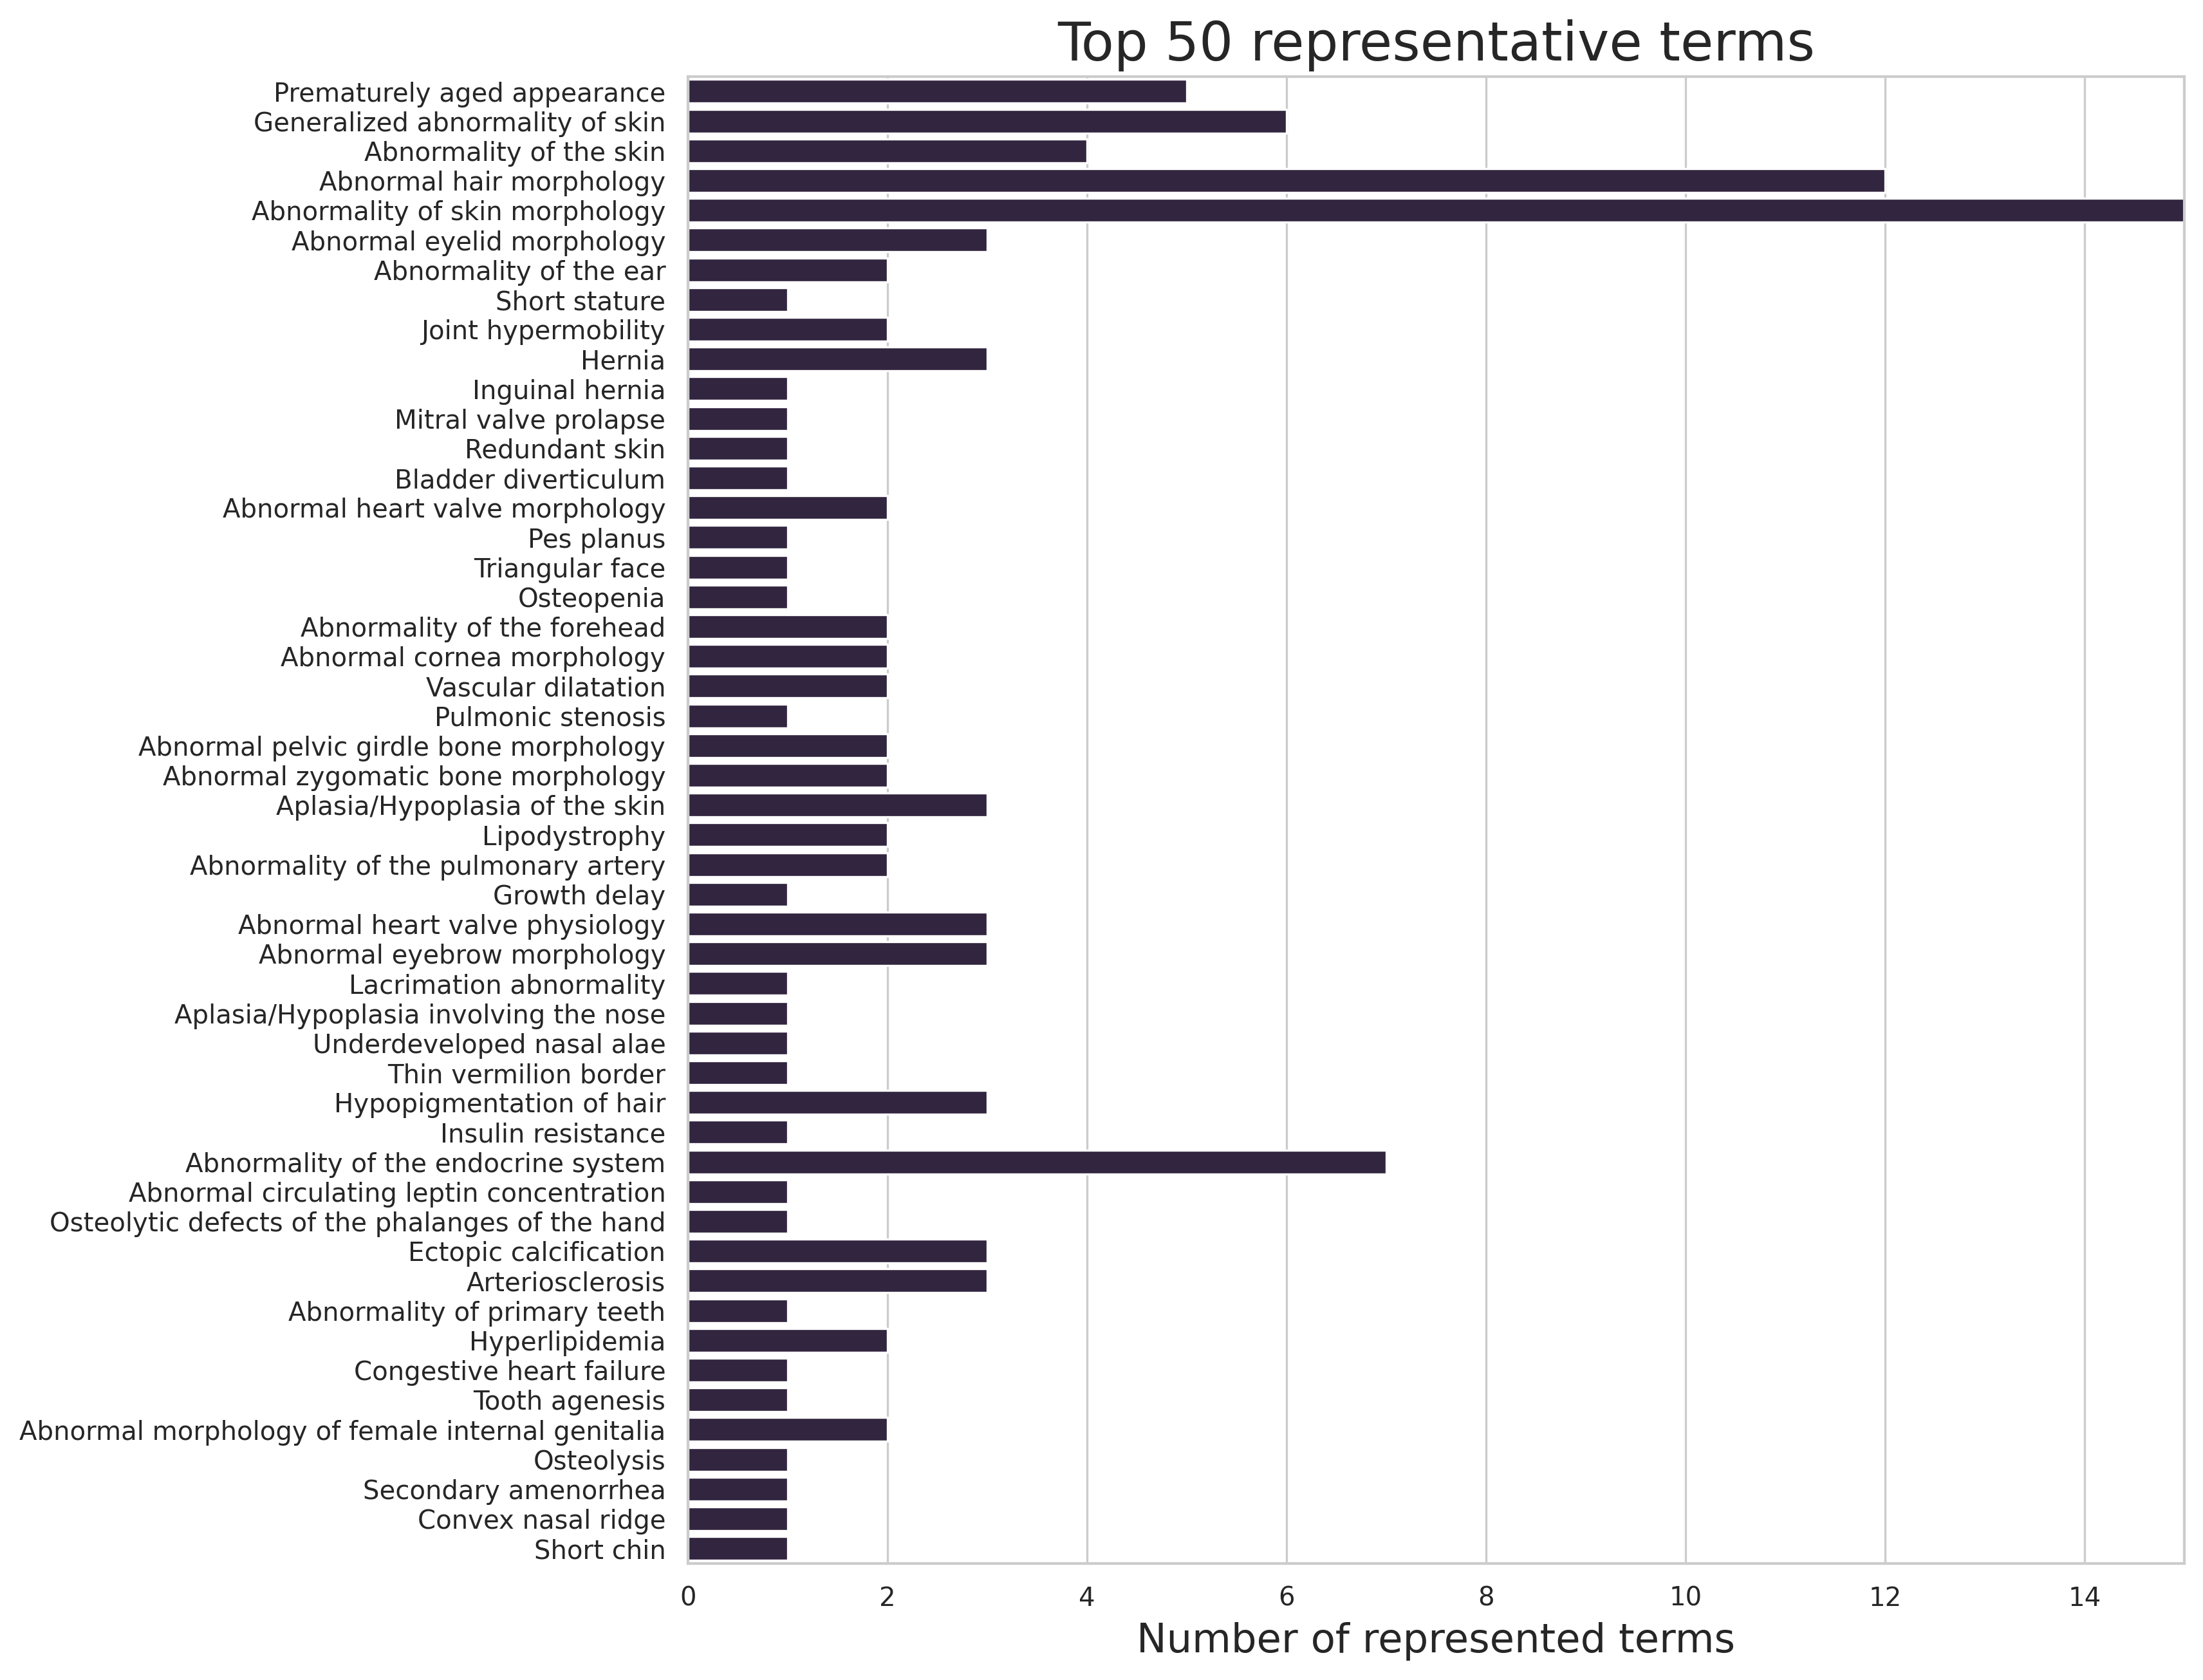 Top 50 representative terms
Prematurely aged appearance
Generalized abnormality of skin
Abnormality of the skin
Abnormal hair morphology
Abnormality of skin morphology
Abnormal eyelid morphology
Abnormality of the ear
Short stature
Joint hypermobility
Hernia
Inguinal hernia
Mitral valve prolapse
Redundant skin
Bladder diverticulum
Abnormal heart valve morphology
Pes planus
Triangular face
Osteopenia
Abnormality of the forehead
Abnormal cornea morphology
Vascular dilatation
Pulmonic stenosis
Abnormal pelvic girdle bone morphology
Abnormal zygomatic bone morphology
Aplasia/Hypoplasia of the skin
Lipodystrophy
Abnormality of the pulmonary artery
Growth delay
Abnormal heart valve physiology
Abnormal eyebrow morphology
Lacrimation abnormality
Aplasia/Hypoplasia involving the nose
Underdeveloped nasal alae
Thin vermilion border
Hypopigmentation of hair
Insulin resistance
Abnormality of the endocrine system
Abnormal circulating leptin concentration
Osteolytic defects of the phalanges of the hand
Ectopic calcification
Arteriosclerosis
Abnormality of primary teeth
Hyperlipidemia
Congestive heart failure
Tooth agenesis
Abnormal morphology of female internal genitalia
Osteolysis
Secondary amenorrhea
Convex nasal ridge
Short chin
0 2 4 6 8 10 12 14
Number of represented terms